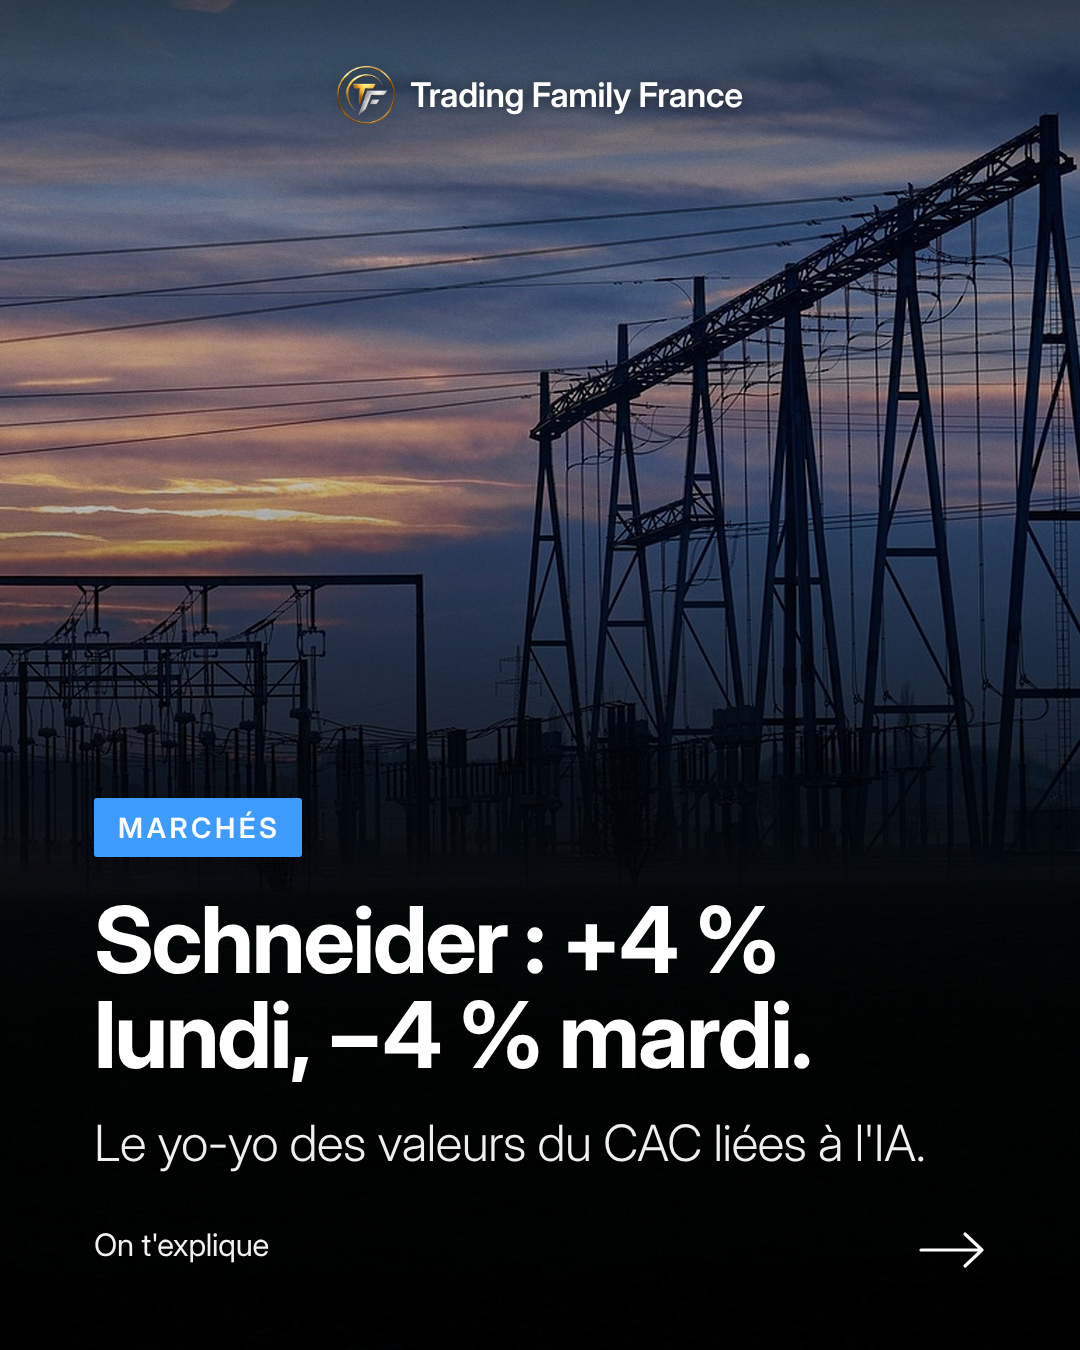 Trading Family France
MARCHÉS
Schneider : +4 %
lundi, −4 % mardi.
Le yo-yo des valeurs du CAC liées à l'IA.
On t'explique